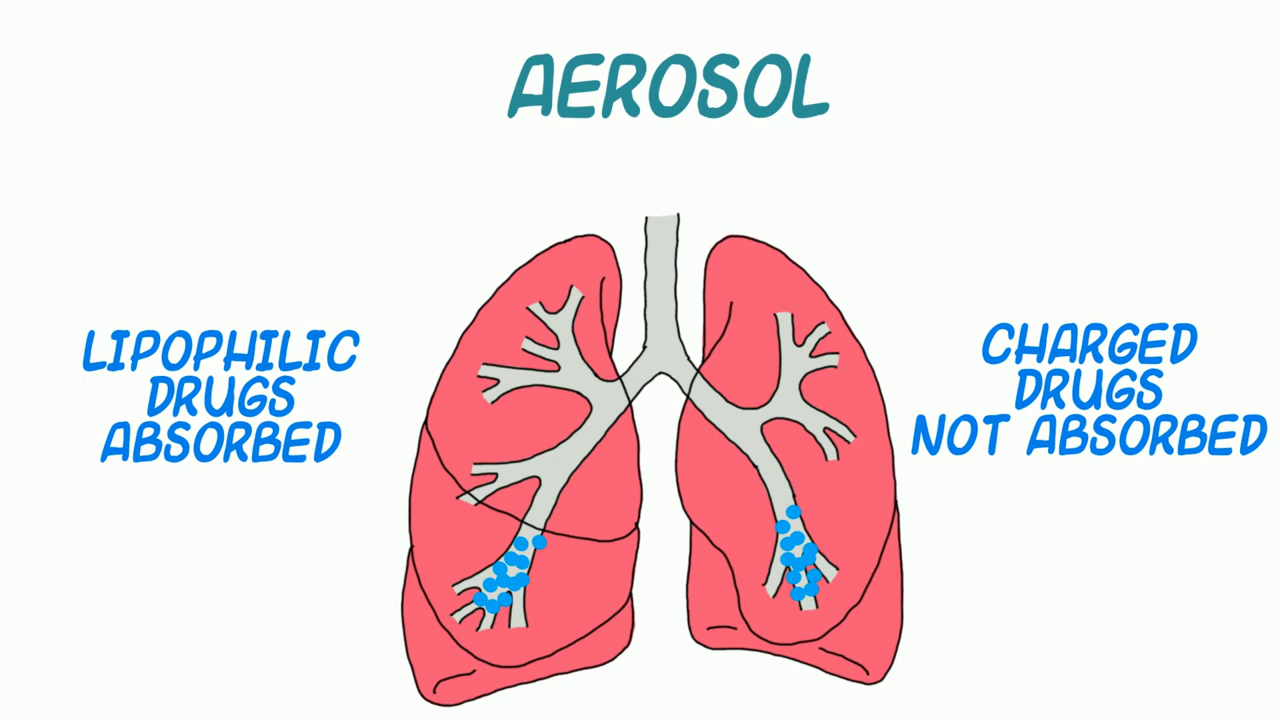 AEROSOL
LIPOPHILIC
DRUGS
ABSORBED
CHARGED
DRUGS
NOT ABSORBED